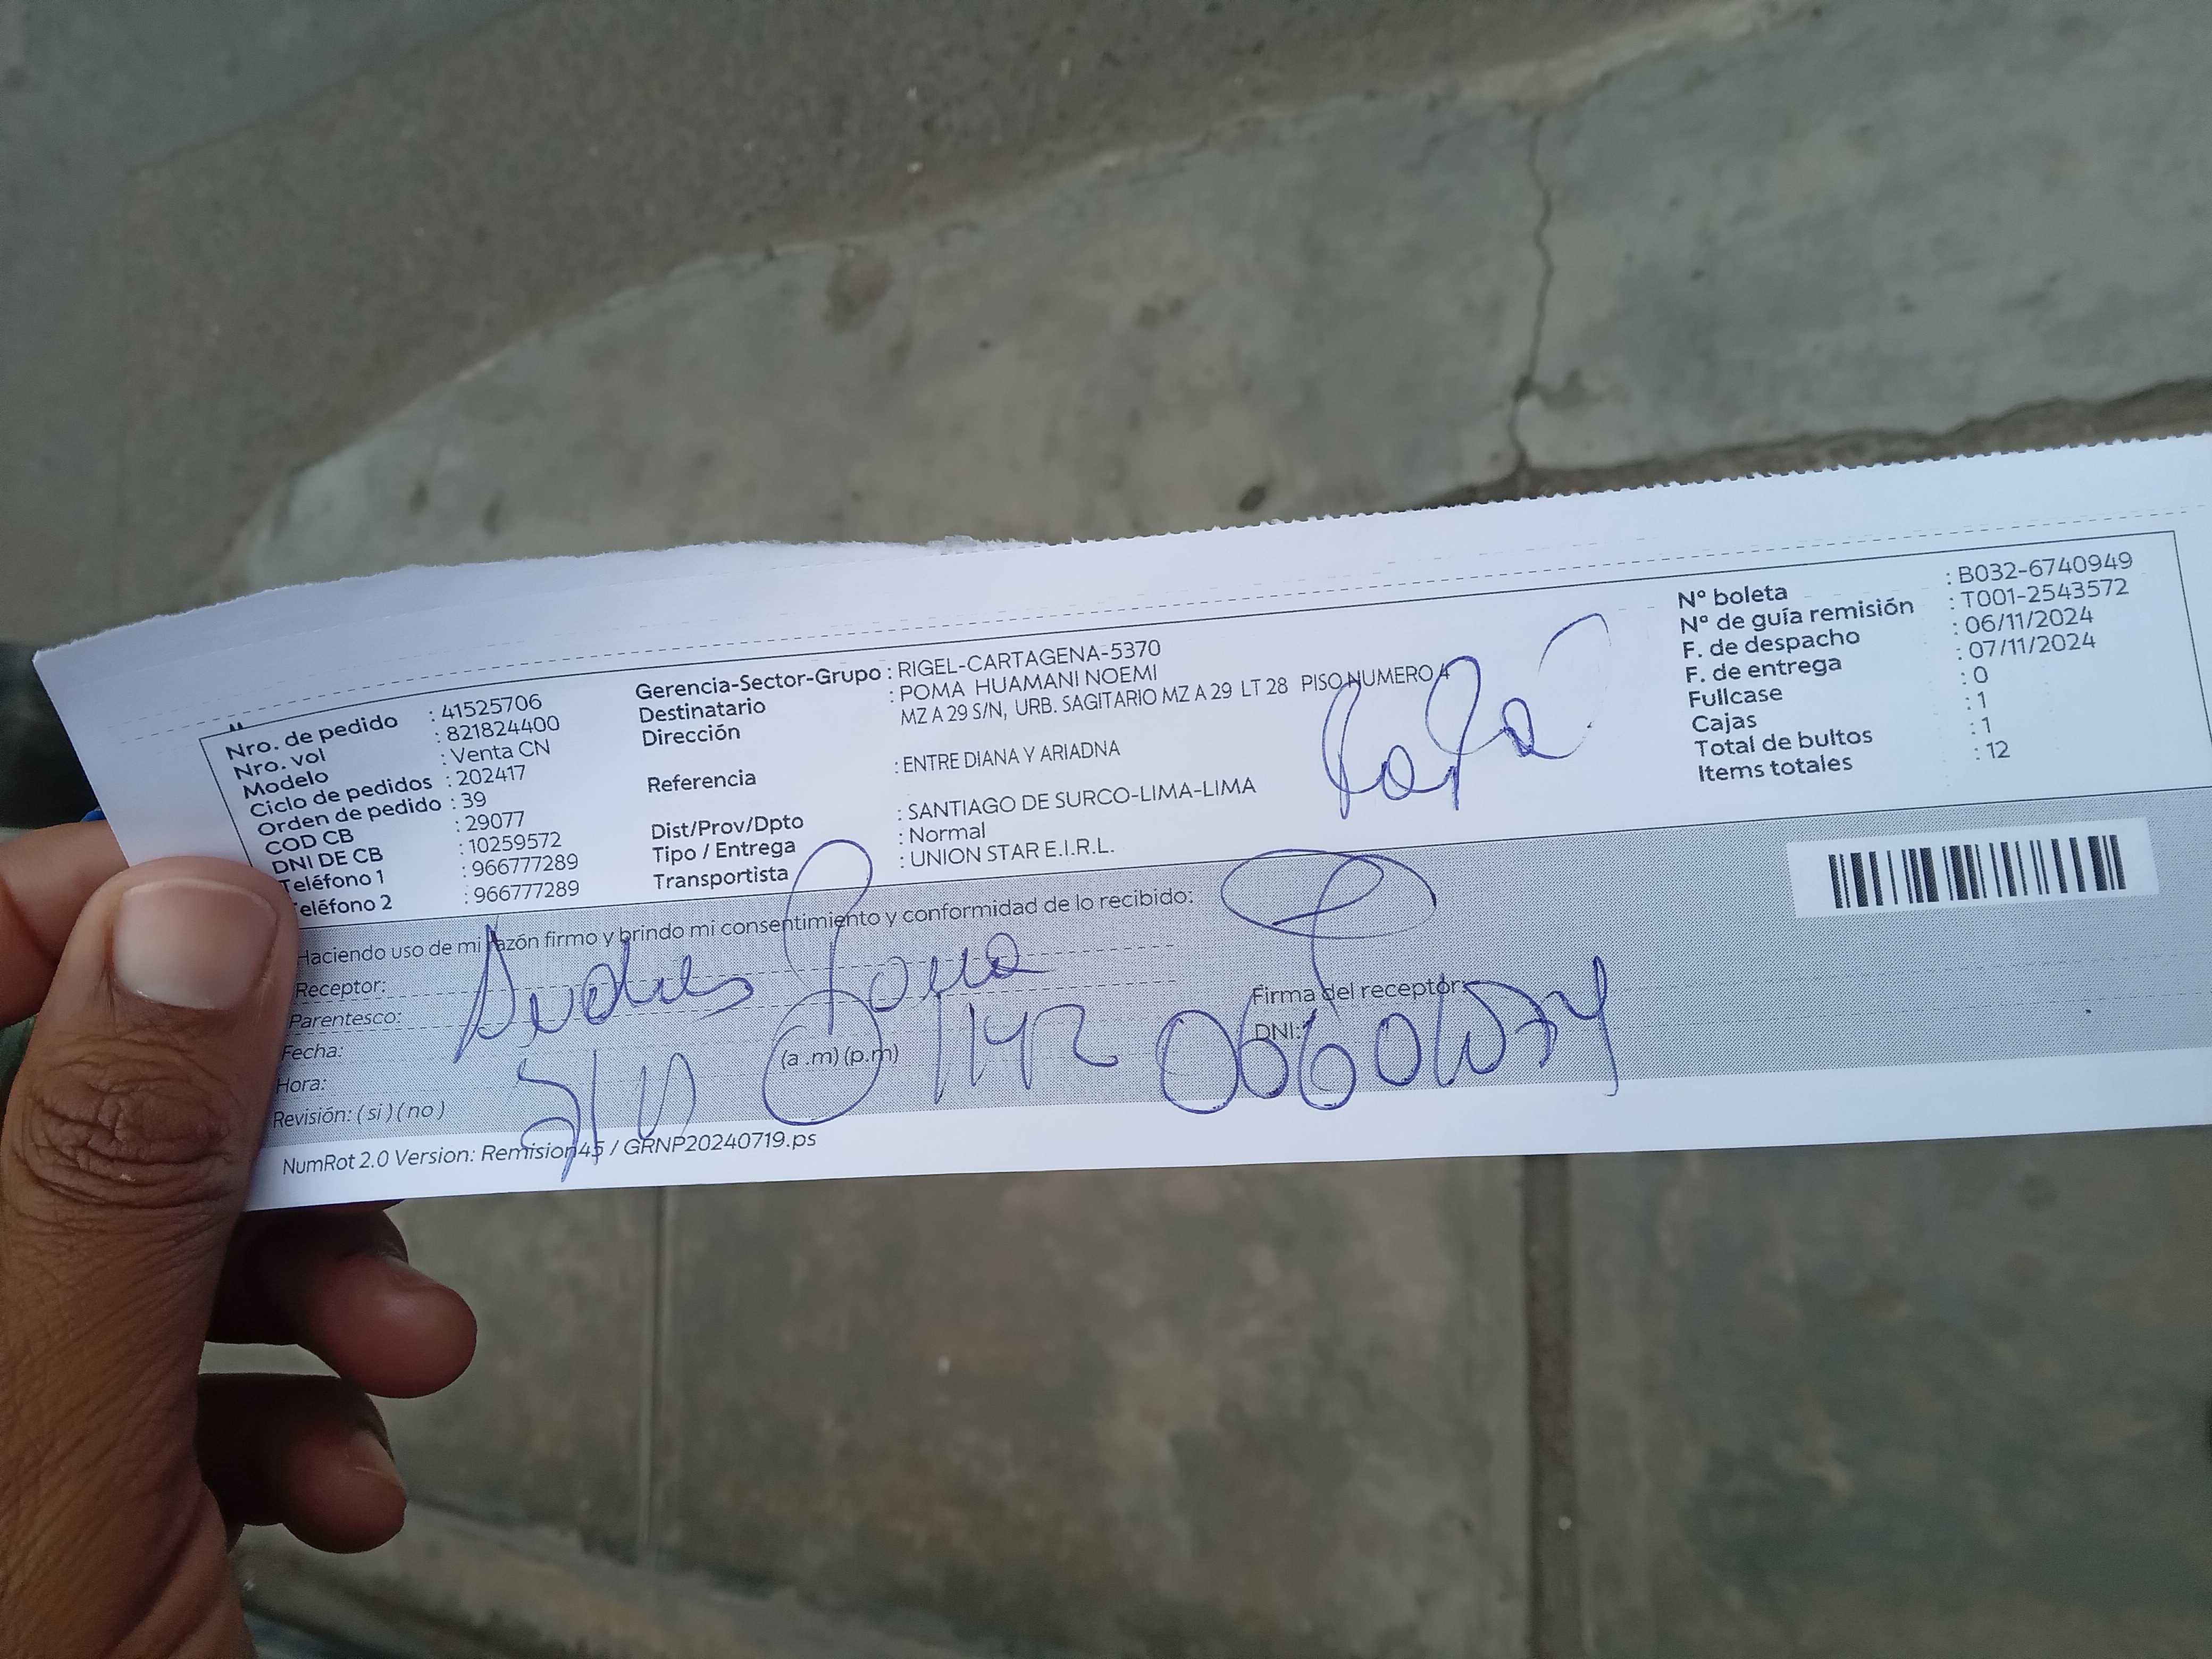 Nro. de pedido : 41525706
Nro. vol : 821824400
Modelo : Venta CN
Ciclo de pedidos : 202417
Orden de pedido : 39
COD CB : 29077
DNI DE CB : 10259572
Teléfono 1 : 966777289
eléfono 2 : 966777289
Gerencia-Sector-Grupo : RIGEL-CARTAGENA-5370
Destinatario : POMA HUAMANI NOEMI
Dirección MZ A 29 S/N, URB. SAGITARIO MZ A 29 LT 28 PISO NUMERO 4
Referencia : ENTRE DIANA Y ARIADNA
Dist/Prov/Dpto : SANTIAGO DE SURCO-LIMA-LIMA
Tipo / Entrega : Normal
Transportista : UNION STAR E.I.R.L.
Papá
Nº boleta : B032-6740949
Nº de guía remisión : T001-2543572
F. de despacho : 06/11/2024
F. de entrega : 07/11/2024
Fullcase : 0
Cajas : 1
Total de bultos : 1
Items totales : 12
Haciendo uso de mi razón firmo y brindo mi consentimiento y conformidad de lo recibido:
Receptor: Andres Poma
Parentesco:
Fecha:
Hora: (a .m) (p.m)
Revisión: ( si ) ( no )
Firma del receptor:
DNI:
NumRot 2.0 Version: Remision45 / GRNP20240719.ps